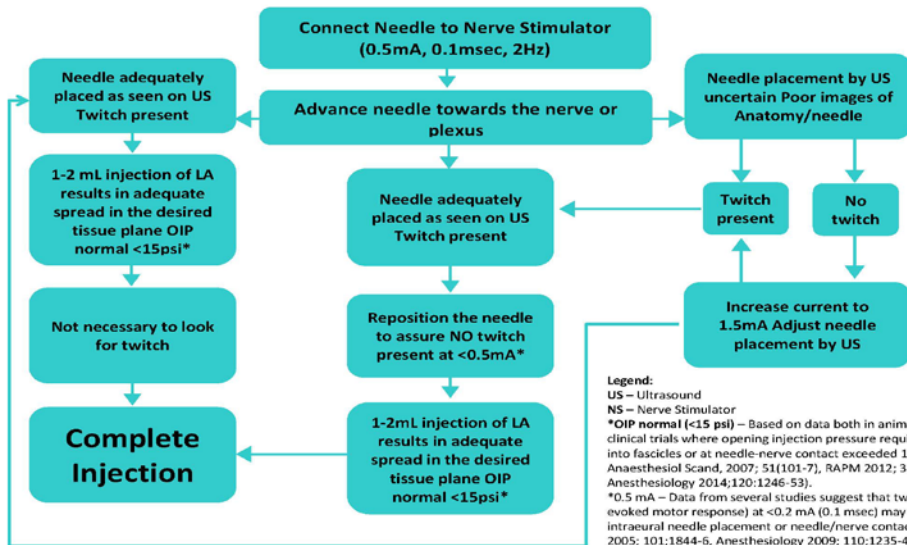 Connect Needle to Nerve Stimulator
(0.5mA, 0.1msec, 2Hz)
Needle adequately
placed as seen on US
Twitch present
Advance needle towards the nerve or
plexus
Needle placement by US
uncertain Poor images of
Anatomy/needle
1-2 mL injection of LA
results in adequate
spread in the desired
tissue plane OIP
normal <15psi*
Needle adequately
placed as seen on US
Twitch present
Twitch
present
No
twitch
Not necessary to look
for twitch
Reposition the needle
to assure NO twitch
present at <0.5mA*
Increase current to
1.5mA Adjust needle
placement by US
Complete
Injection
1-2mL injection of LA
results in adequate
spread in the desired
tissue plane OIP
normal <15psi*
Legend:
US – Ultrasound
NS – Nerve Stimulator
*OIP normal (<15 psi) – Based on data both in anim
clinical trials where opening injection pressure requi
into fascicles or at needle-nerve contact exceeded 1
Anaesthesiol Scand, 2007; 51(101-7), RAPM 2012; 3
Anesthesiology 2014;120:1246-53).
*0.5 mA – Data from several studies suggest that tw
evoked motor response) at <0.2 mA (0.1 msec) may
intraeural needle placement or needle/nerve contac
2005; 101;1844-6, Anesthesiology 2009; 110:1235-4